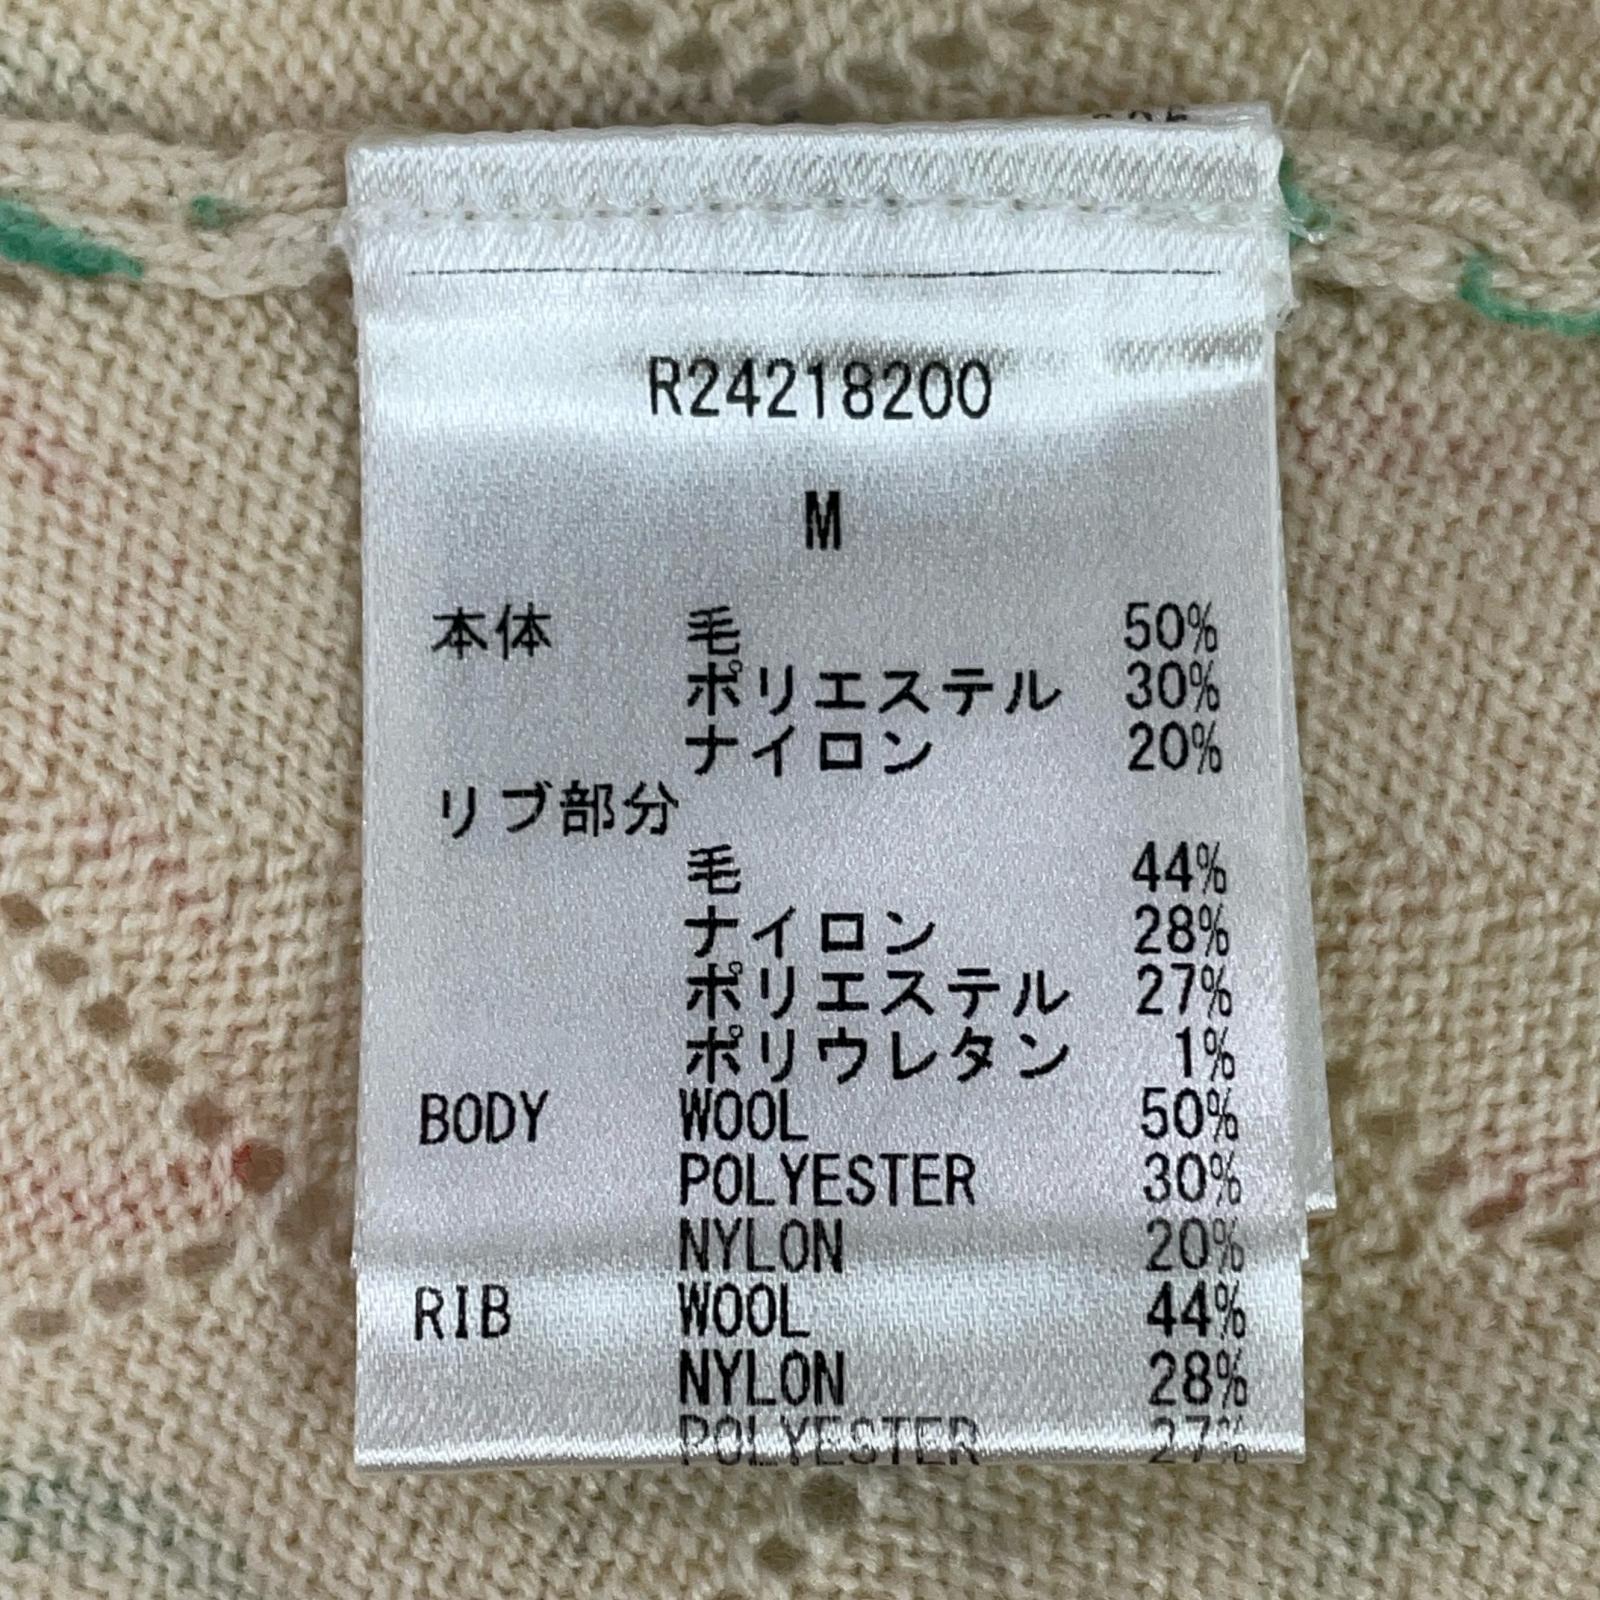 R24218200
M
本体 毛 50%
ポリエステル 30%
ナイロン 20%
リブ部分
毛 44%
ナイロン 28%
ポリエステル 27%
ポリウレタン 1%
BODY WOOL 50%
POLYESTER 30%
NYLON 20%
RIB WOOL 44%
NYLON 28%
POLYESTER 27%